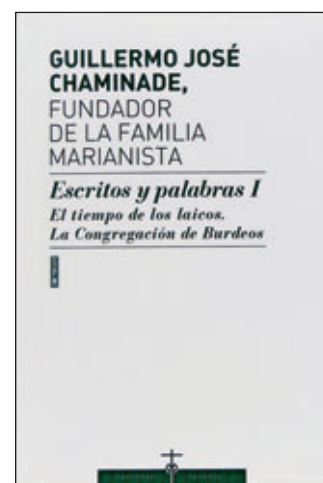 GUILLERMO JOSÉ
CHAMINADE,
FUNDADOR
DE LA FAMILIA
MARIANISTA
Escritos y palabras I
El tiempo de los laicos.
La Congregación de Burdeos